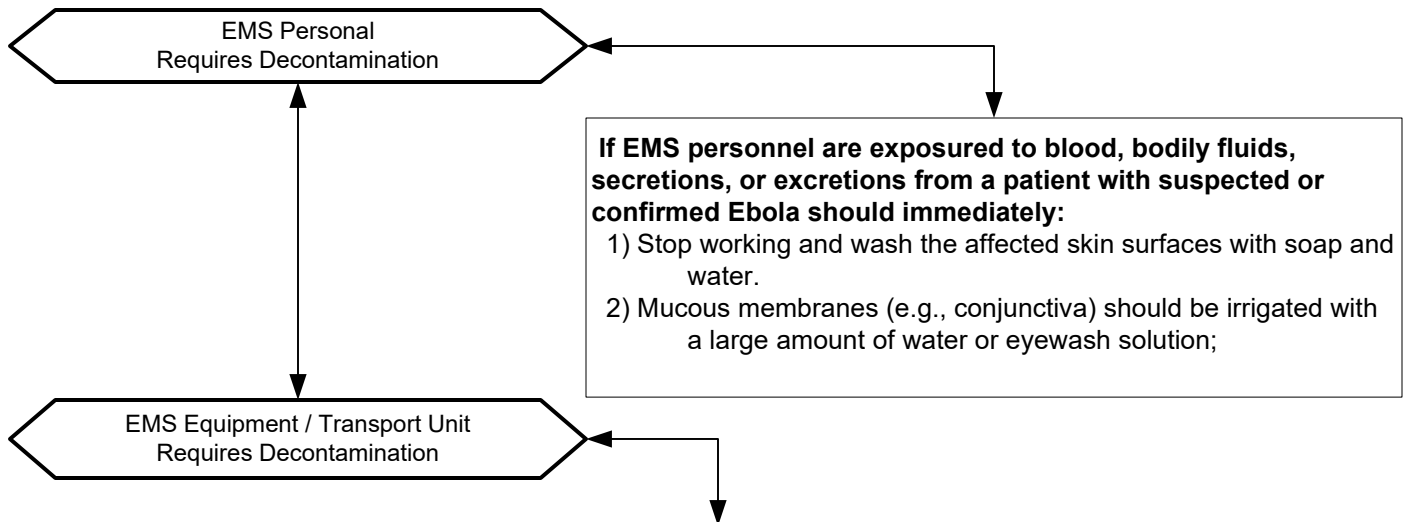 EMS Personal
Requires Decontamination
If EMS personnel are exposured to blood, bodily fluids,
secretions, or excretions from a patient with suspected or
confirmed Ebola should immediately:
1) Stop working and wash the affected skin surfaces with soap and
water.
2) Mucous membranes (e.g., conjunctiva) should be irrigated with
a large amount of water or eyewash solution;
EMS Equipment / Transport Unit
Requires Decontamination